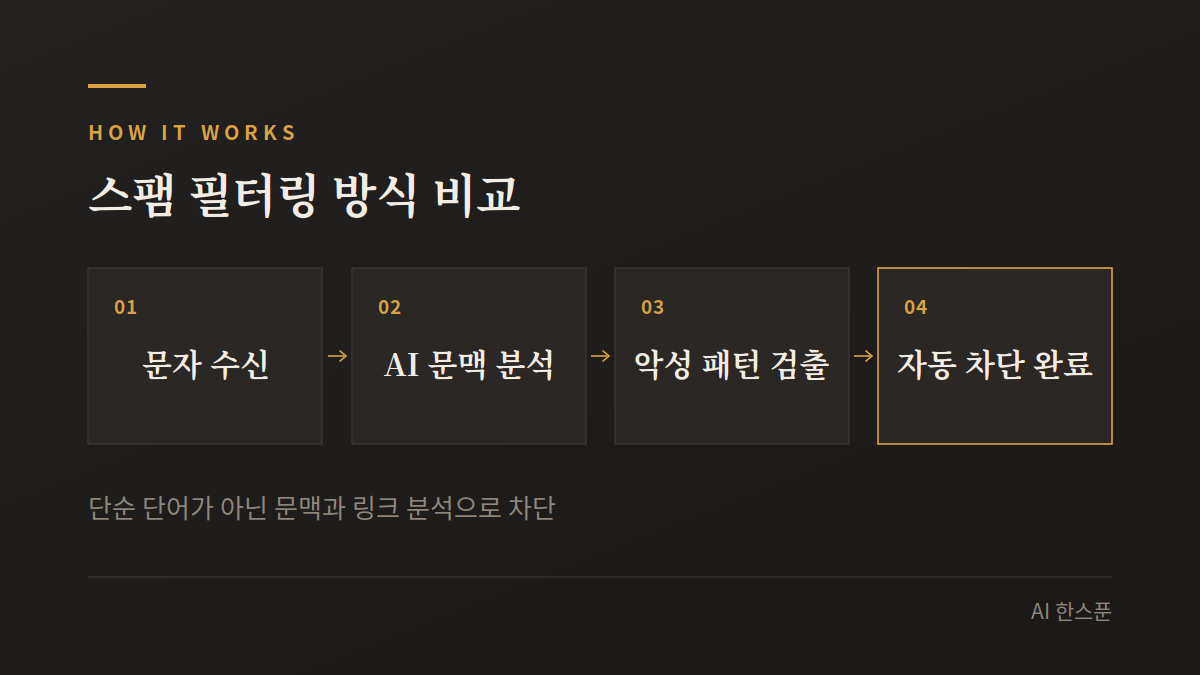 HOW IT WORKS
스팸 필터링 방식 비교
01
문자 수신
→
02
AI 문맥 분석
→
03
악성 패턴 검출
→
04
자동 차단 완료
단순 단어가 아닌 문맥과 링크 분석으로 차단
AI 한스푼